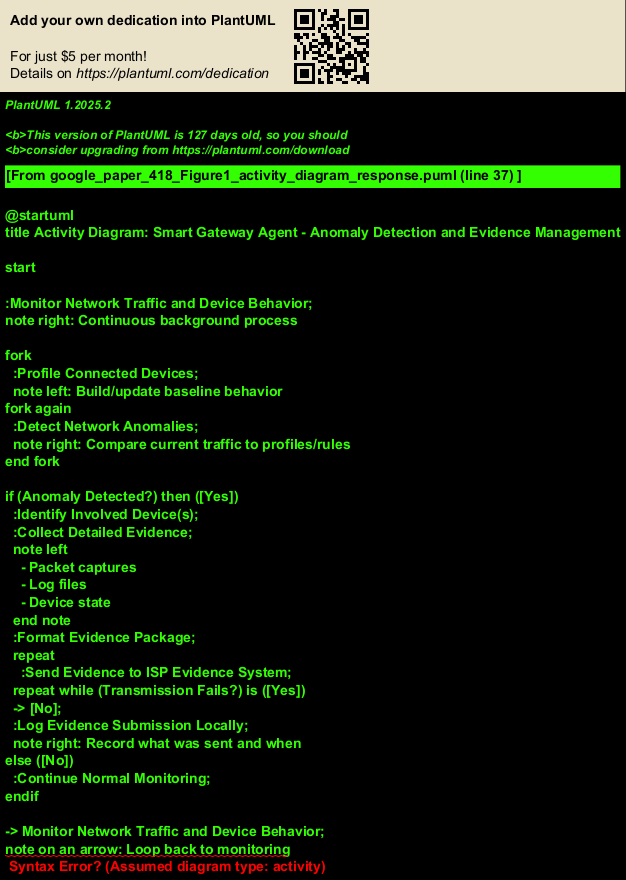 Add your own dedication into PlantUML
For just $5 per month!
Details on https://plantuml.com/dedication
PlantUML 1.2025.2
<b>This version of PlantUML is 127 days old, so you should
<b>consider upgrading from https://plantuml.com/download
[From google_paper_418_Figure1_activity_diagram_response.puml (line 37) ]
@startuml
title Activity Diagram: Smart Gateway Agent - Anomaly Detection and Evidence Management
start
:Monitor Network Traffic and Device Behavior;
note right: Continuous background process
fork
:Profile Connected Devices;
note left: Build/update baseline behavior
fork again
:Detect Network Anomalies;
note right: Compare current traffic to profiles/rules
end fork
if (Anomaly Detected?) then ([Yes])
:Identify Involved Device(s);
:Collect Detailed Evidence;
note left
- Packet captures
- Log files
- Device state
end note
:Format Evidence Package;
repeat
:Send Evidence to ISP Evidence System;
repeat while (Transmission Fails?) is ([Yes])
-> [No];
:Log Evidence Submission Locally;
note right: Record what was sent and when
else ([No])
:Continue Normal Monitoring;
endif
-> Monitor Network Traffic and Device Behavior;
note on an arrow: Loop back to monitoring
Syntax Error? (Assumed diagram type: activity)